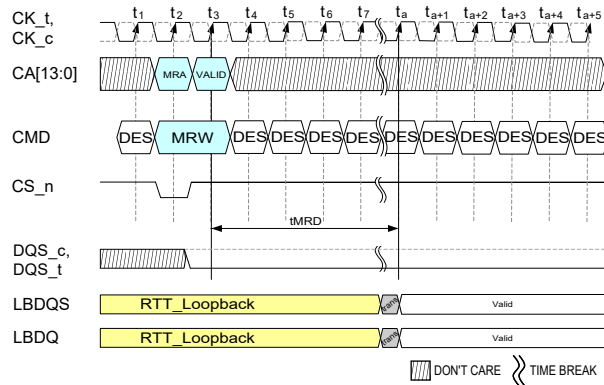 CK_t, t1 t2 t3 t4 t5 t6 t7 ta ta+1 ta+2 ta+3 ta+4 ta+5
CK_c
CA[13:0] MRA VALID
CMD DES MRW DES DES DES DES DES DES DES DES DES DES
CS_n
tMRD
DQS_c,
DQS_t
LBDQS RTT_Loopback trans Valid
LBDQ RTT_Loopback trans Valid
DON'T CARE TIME BREAK